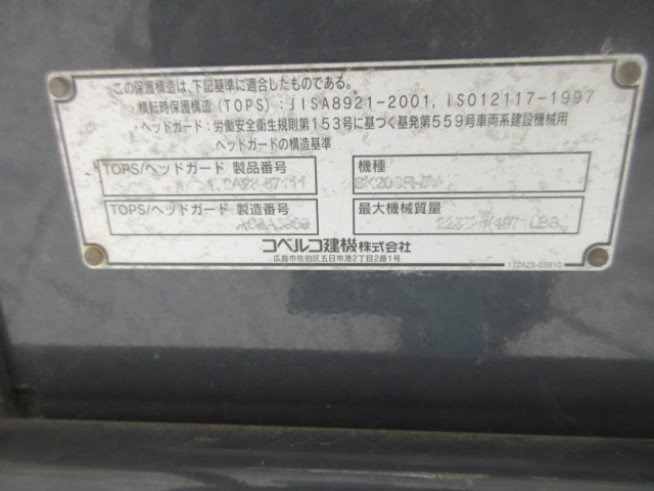 この保護構造は、下記基準に適合したものである。
・横転時保護構造(TOPS):JISA8921-2001, ISO12117-1997
・ヘッドガード:労働安全衛生規則第153号に基づく基発第559号車両系建設機械用
ヘッドガードの構造基準
TOPS/ヘッドガード 製品番号
機種
TOPS/ヘッドガード 製造番号
最大機械質量
コベルコ建機株式会社
広島市佐伯区五日市港2丁目2番1号